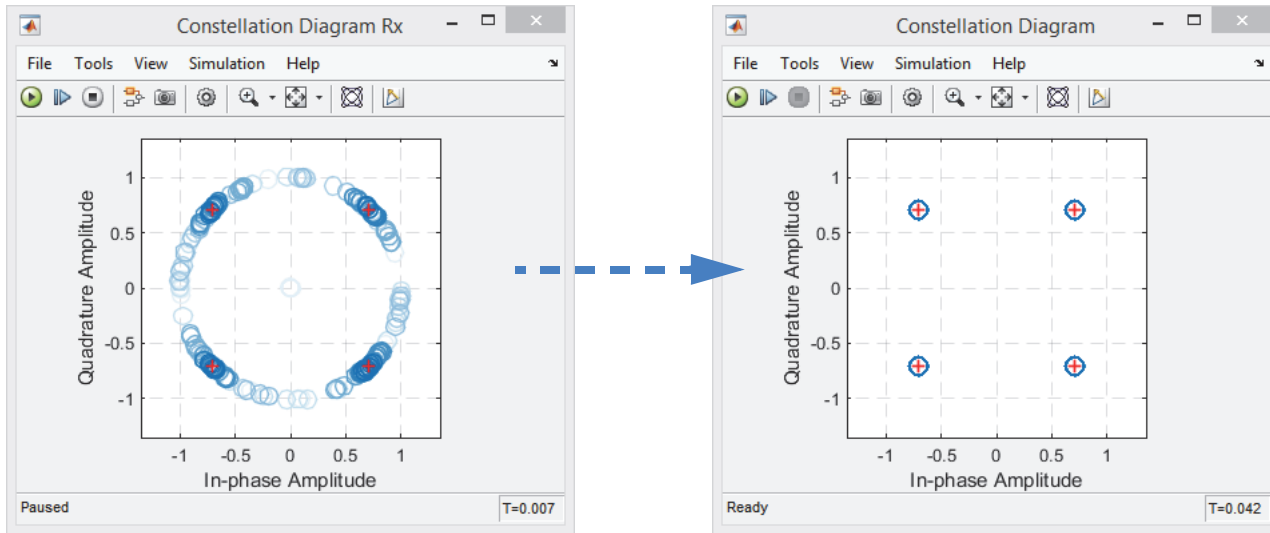 Constellation Diagram Rx
File Tools View Simulation Help
1
0.5
0
-0.5
-1
Quadrature Amplitude
-1 -0.5 0 0.5 1
In-phase Amplitude
Paused T=0.007
Constellation Diagram
File Tools View Simulation Help
1
0.5
0
-0.5
-1
Quadrature Amplitude
-1 -0.5 0 0.5 1
In-phase Amplitude
Ready T=0.042